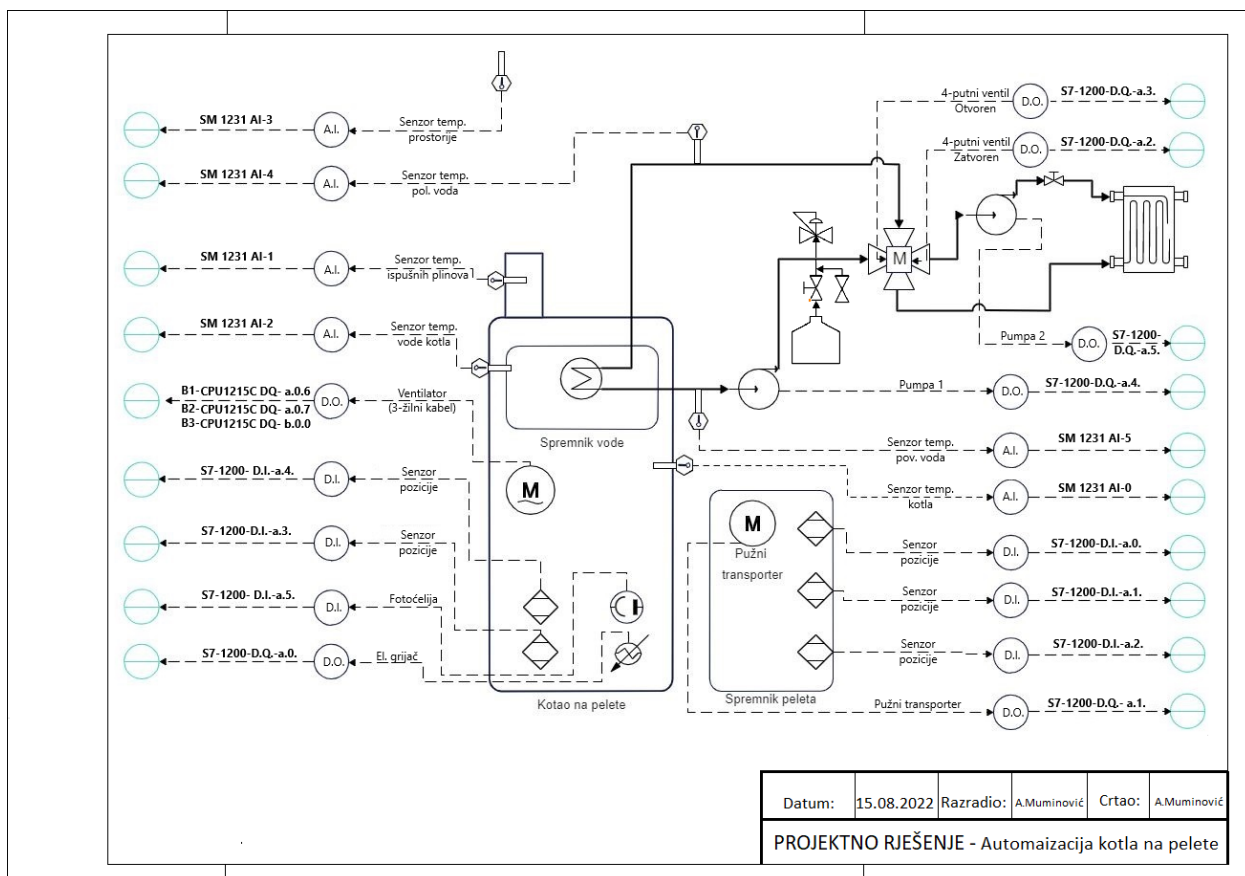 SM 1231 AI-3
A.I.
Senzor temp.
prostorije
SM 1231 AI-4
A.I.
Senzor temp.
pol. voda
SM 1231 AI-1
A.I.
Senzor temp.
ispušnih plinova
SM 1231 AI-2
A.I.
Senzor temp.
vode kotla
B1-CPU1215C DQ- a.0.6
B2-CPU1215C DQ- a.0.7
B3-CPU1215C DQ- b.0.0
D.O.
Ventilator
(3-žilni kabel)
S7-1200- D.I.-a.4.
D.I.
Senzor
pozicije
S7-1200-D.I.-a.3.
D.I.
Senzor
pozicije
S7-1200- D.I.-a.5.
D.I.
Fotoćelija
S7-1200-D.Q.-a.0.
D.O.
El. grijač
Spremnik vode
M
Kotao na pelete
M
Pužni
transporter
Spremnik peleta
M
4-putni ventil
Otvoren
D.O.
S7-1200-D.Q.-a.3.
4-putni ventil
Zatvoren
D.O.
S7-1200-D.Q.-a.2.
Pumpa 2
D.O.
S7-1200-
D.Q.-a.5.
Pumpa 1
D.O.
S7-1200-D.Q.-a.4.
Senzor temp.
pov. voda
A.I.
SM 1231 AI-5
Senzor temp.
kotla
A.I.
SM 1231 AI-0
Senzor
pozicije
D.I.
S7-1200-D.I.-a.0.
Senzor
pozicije
D.I.
S7-1200-D.I.-a.1.
Senzor
pozicije
D.I.
S7-1200-D.I.-a.2.
Pužni transporter
D.O.
S7-1200-D.Q.- a.1.
Datum: 15.08.2022 Razradio: A.Muminović Crtao: A.Muminović
PROJEKTNO RJEŠENJE - Automaizacija kotla na pelete